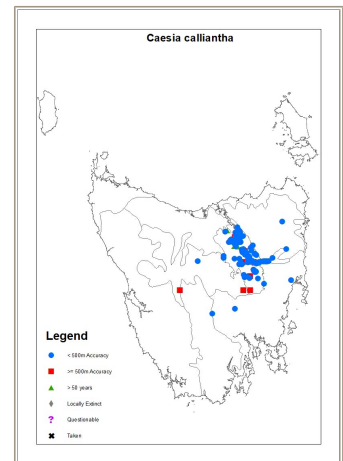 Caesia calliantha
Legend
< 500m Accuracy
>= 500m Accuracy
> 50 years
Locally Extinct
? Questionable
Taken